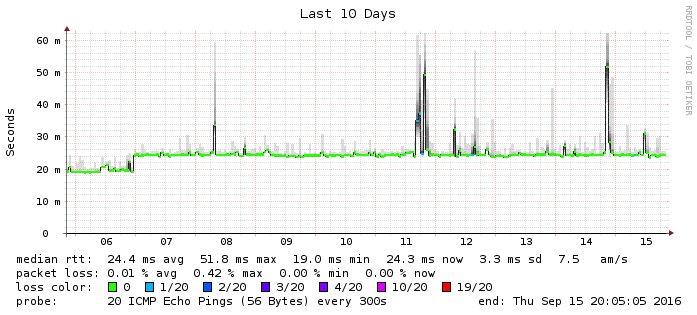 Last 10 Days
RRDTOOL / TOBI OETIKER
Seconds
60 m
50 m
40 m
30 m
20 m
10 m
0
06 07 08 09 10 11 12 13 14 15
median rtt: 24.4 ms avg 51.8 ms max 19.0 ms min 24.3 ms now 3.3 ms sd 7.5 am/s
packet loss: 0.01 % avg 0.42 % max 0.00 % min 0.00 % now
loss color: 0 1/20 2/20 3/20 4/20 10/20 19/20
probe: 20 ICMP Echo Pings (56 Bytes) every 300s end: Thu Sep 15 20:05:05 2016